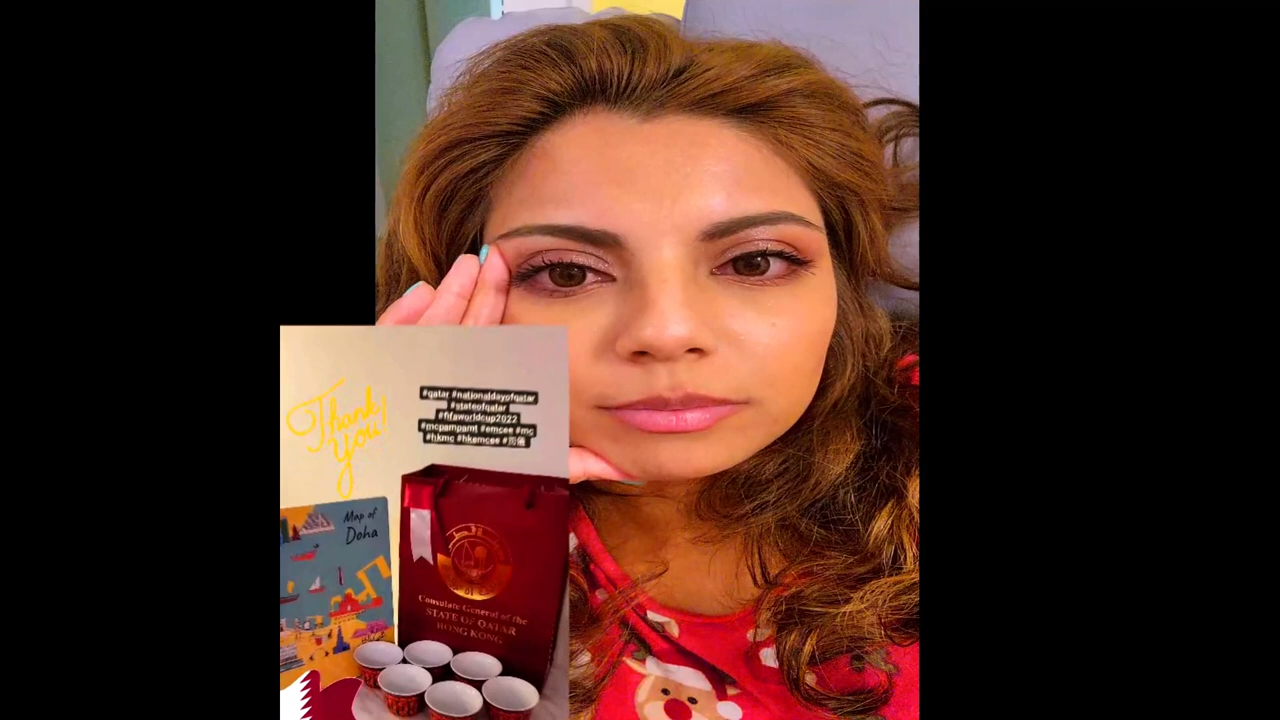 Thank
You!
#qatar #nationaldayofqatar
#stateofqatar
#fifaworldcup2022
#mcpampamt #emcee #mc
#hkmc #hkemcee #司儀
Map of
Doha
Consulate General of the
STATE OF QATAR
HONG KONG